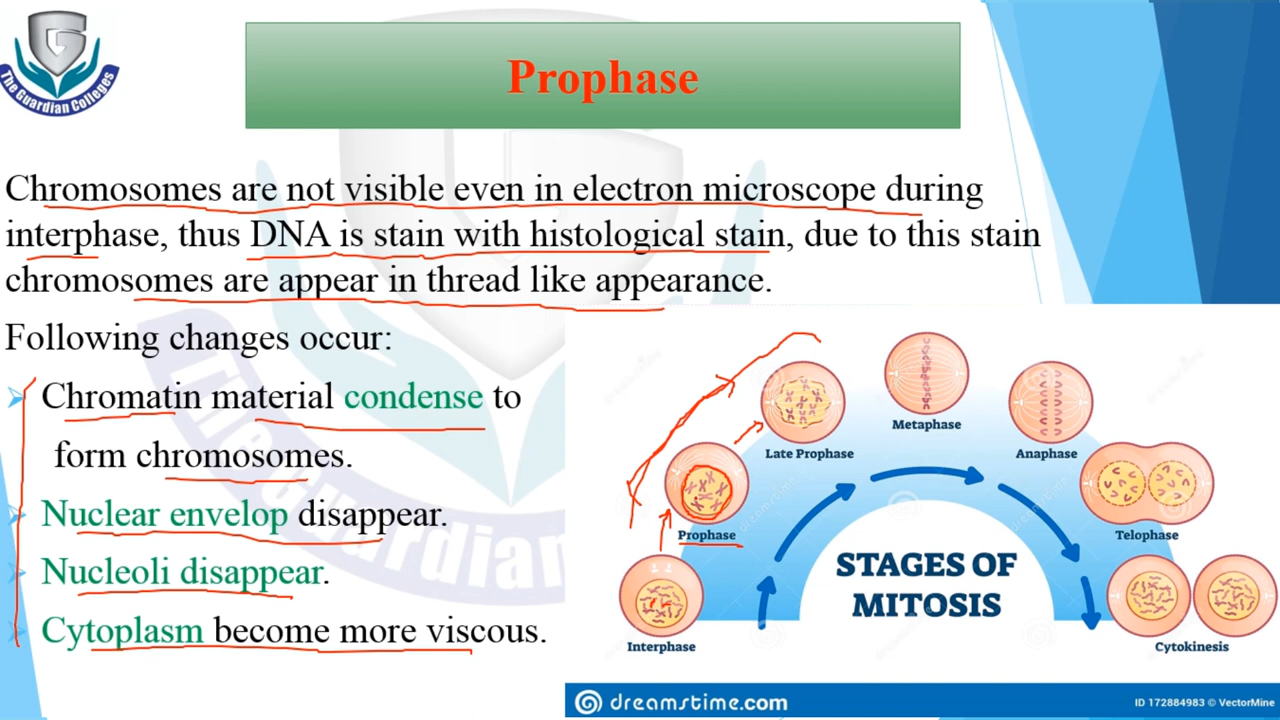 The Guardian Colleges
Prophase
Chromosomes are not visible even in electron microscope during
interphase, thus DNA is stain with histological stain, due to this stain
chromosomes are appear in thread like appearance.
Following changes occur:
Chromatin material condense to
form chromosomes.
Nuclear envelop disappear.
Nucleoli disappear.
Cytoplasm become more viscous.
Metaphase
Late Prophase
Anaphase
Prophase
Telophase
STAGES OF
MITOSIS
Interphase
Cytokinesis
dreamstime.com
ID 172884983 © VectorMine